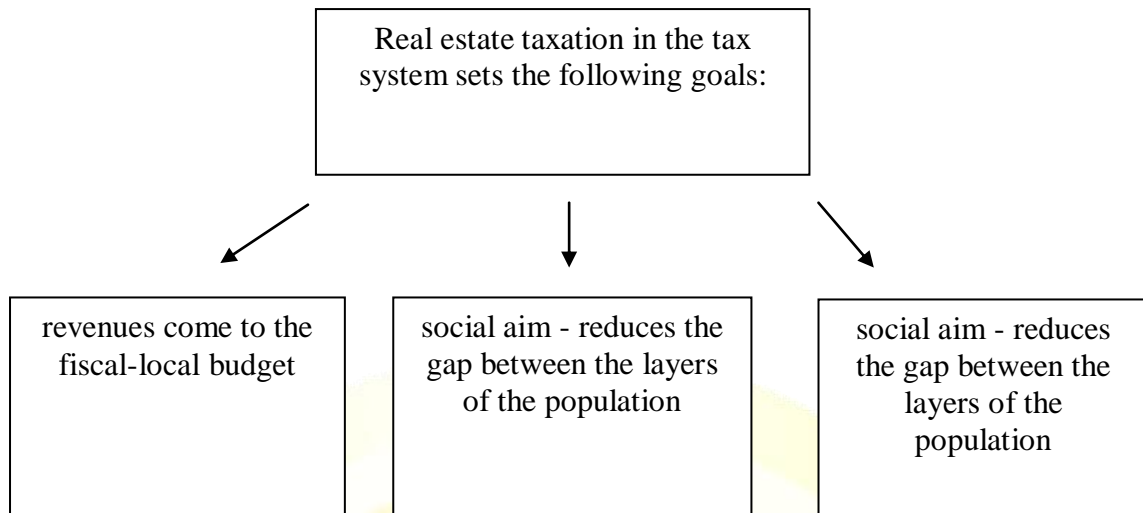 Real estate taxation in the tax
system sets the following goals:
revenues come to the
fiscal-local budget
social aim - reduces the
gap between the layers
of the population
social aim - reduces
the gap between the
layers of the
population